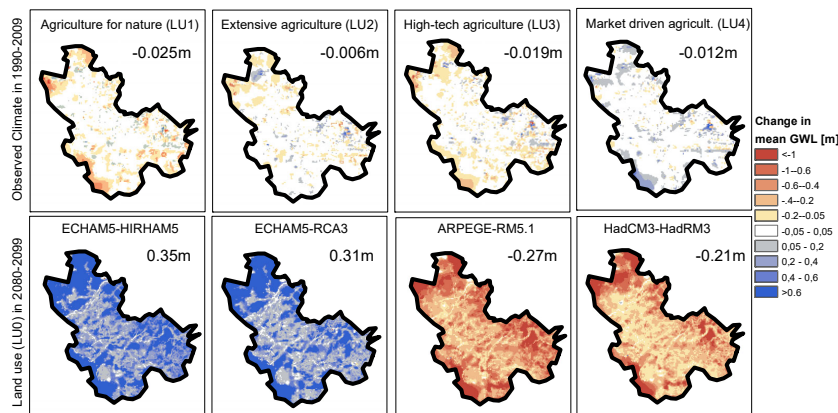 Agriculture for nature (LU1)
Extensive agriculture (LU2)
High-tech agriculture (LU3)
Market driven agricult. (LU4)
-0.025m
-0.006m
-0.019m
-0.012m
Observed Climate in 1990-2009
ECHAM5-HIRHAM5
ECHAM5-RCA3
ARPEGE-RM5.1
HadCM3-HadRM3
0.35m
0.31m
-0.27m
-0.21m
Land use (LU0) in 2080-2099
Change in
mean GWL [m]
<-1
-1--0.6
-0.6--0.4
-.4--0.2
-0.2--0.05
-0,05 - 0,05
0,05 - 0,2
0,2 - 0,4
0,4 - 0,6
>0.6